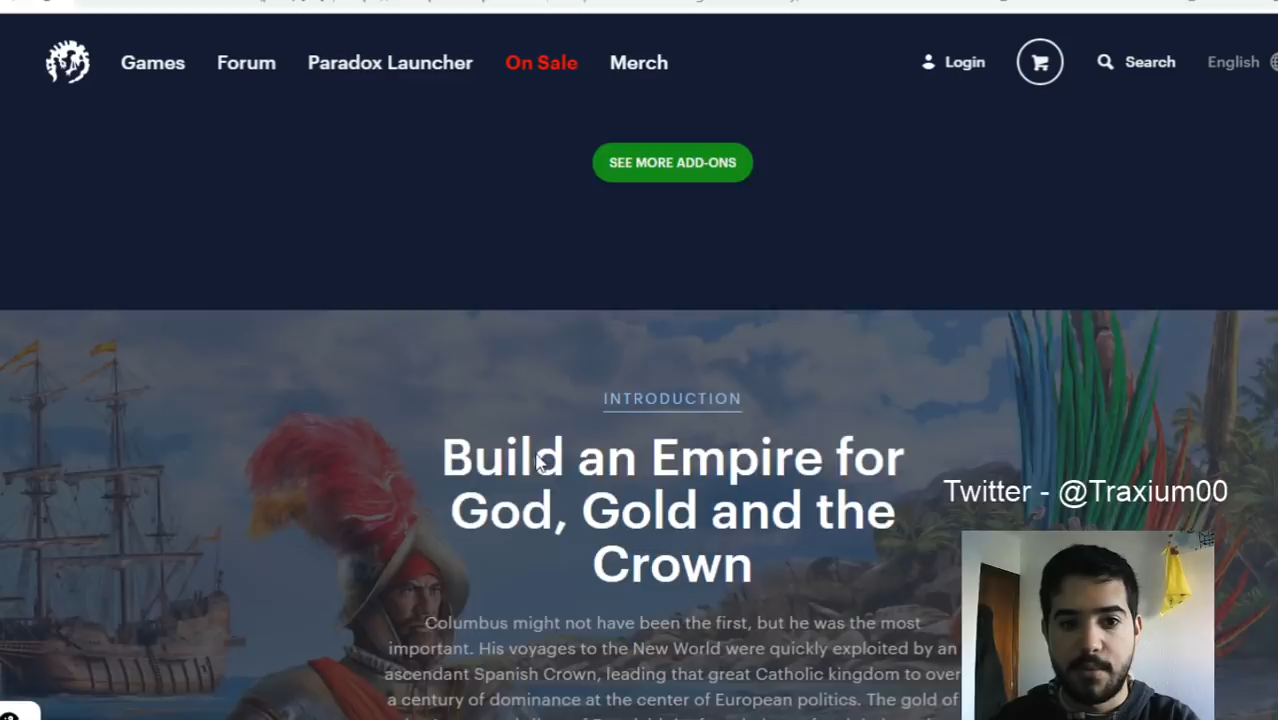 Games Forum Paradox Launcher On Sale Merch Login Search English
SEE MORE ADD-ONS
INTRODUCTION
Build an Empire for
God, Gold and the
Crown
Twitter - @Traxium00
Columbus might not have been the first, but he was the most
important. His voyages to the New World were quickly exploited by an
ascendant Spanish Crown, leading that great Catholic kingdom to over
a century of dominance at the center of European politics. The gold of